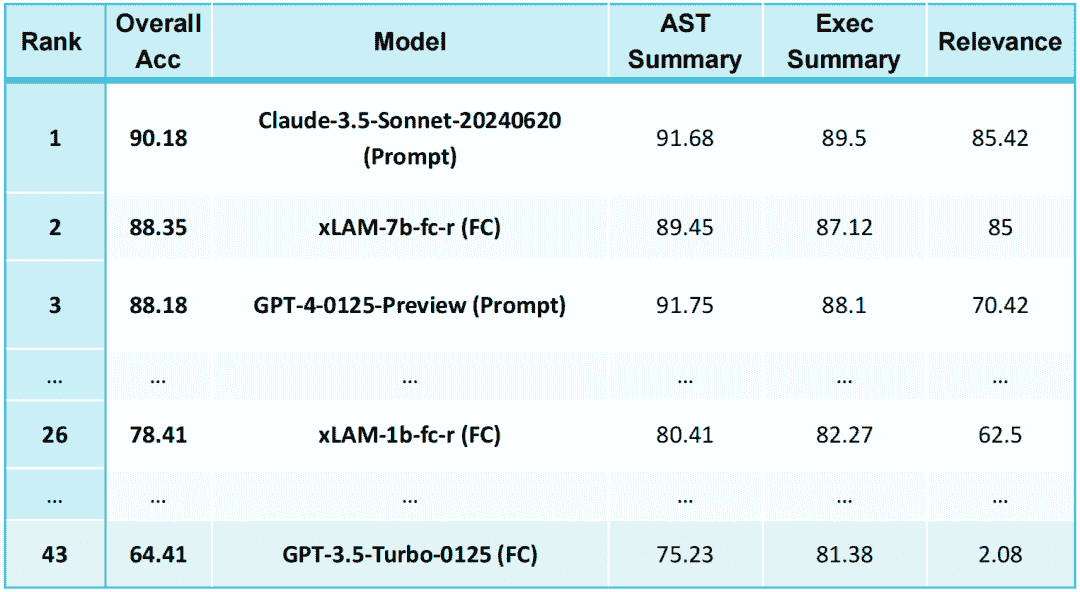 Rank Overall Acc Model AST Summary Exec Summary Relevance
1 90.18 Claude-3.5-Sonnet-20240620 (Prompt) 91.68 89.5 85.42
2 88.35 xLAM-7b-fc-r (FC) 89.45 87.12 85
3 88.18 GPT-4-0125-Preview (Prompt) 91.75 88.1 70.42
... ... ... ... ... ...
26 78.41 xLAM-1b-fc-r (FC) 80.41 82.27 62.5
... ... ... ... ... ...
43 64.41 GPT-3.5-Turbo-0125 (FC) 75.23 81.38 2.08